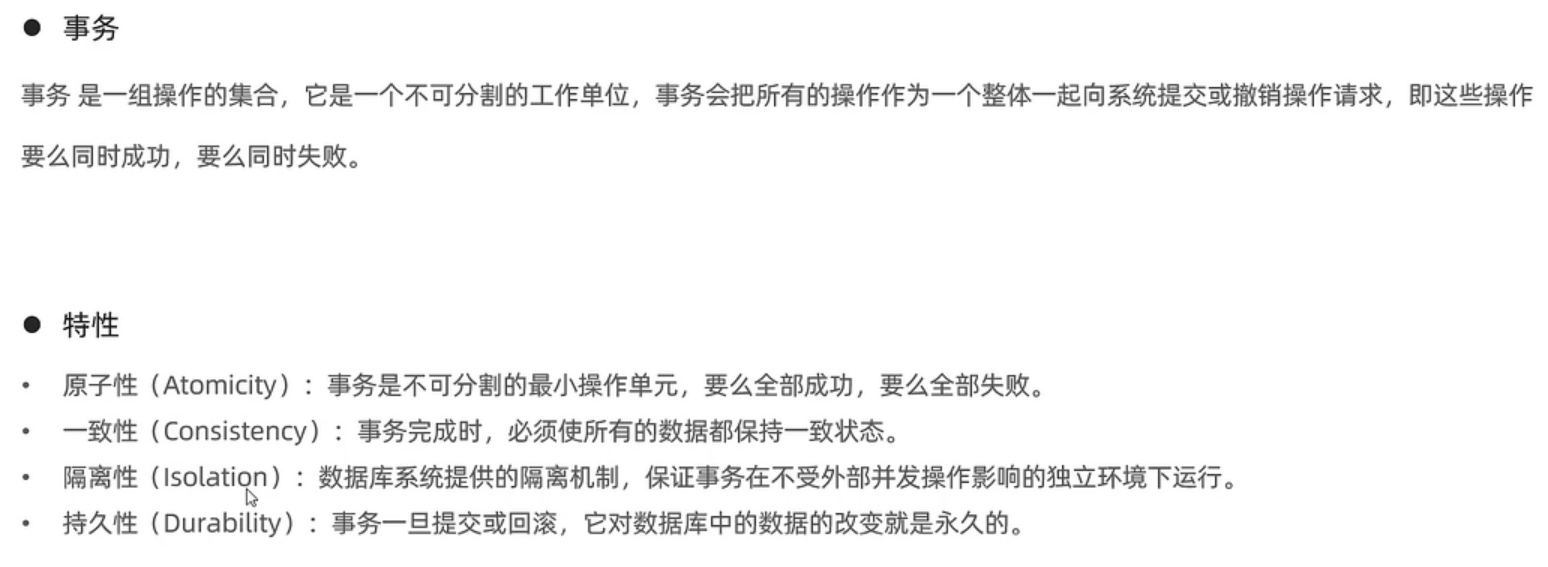 ● 事务
事务 是一组操作的集合，它是一个不可分割的工作单位，事务会把所有的操作作为一个整体一起向系统提交或撤销操作请求，即这些操作
要么同时成功，要么同时失败。
● 特性
• 原子性（Atomicity）：事务是不可分割的最小操作单元，要么全部成功，要么全部失败。
• 一致性（Consistency）：事务完成时，必须使所有的数据都保持一致状态。
• 隔离性（Isolation）：数据库系统提供的隔离机制，保证事务在不受外部并发操作影响的独立环境下运行。
• 持久性（Durability）：事务一旦提交或回滚，它对数据库中的数据的改变就是永久的。